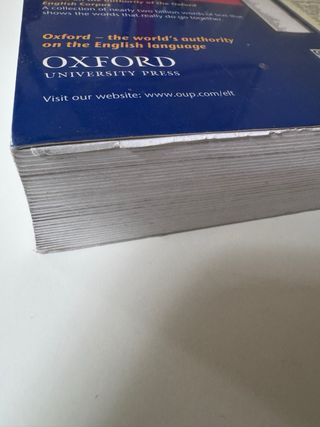 English Corpus
A collection of nearly two billion words of text that
shows the words that really do go together
Oxford – the world's authority
on the English language
OXFORD
UNIVERSITY PRESS
Visit our website: www.oup.com/elt